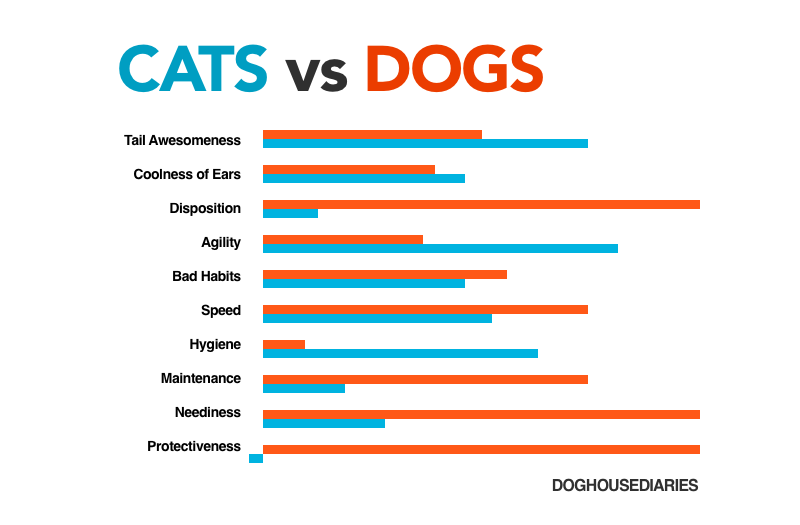 CATS vs DOGS
Tail Awesomeness
Coolness of Ears
Disposition
Agility
Bad Habits
Speed
Hygiene
Maintenance
Neediness
Protectiveness
DOGHOUSEDIARIES